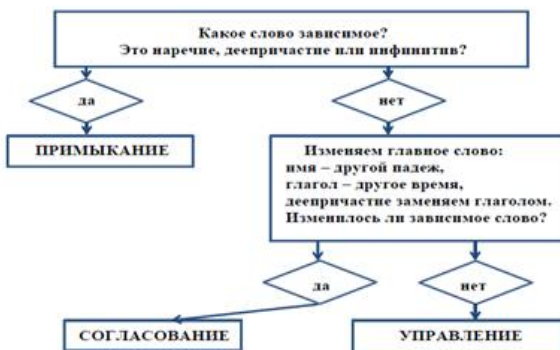 Какое слово зависимое?
Это наречие, деепричастие или инфинитив?
да
нет
ПРИМЫКАНИЕ
Изменяем главное слово:
имя – другой падеж,
глагол – другое время,
деепричастие заменяем глаголом.
Изменилось ли зависимое слово?
да
нет
СОГЛАСОВАНИЕ
УПРАВЛЕНИЕ